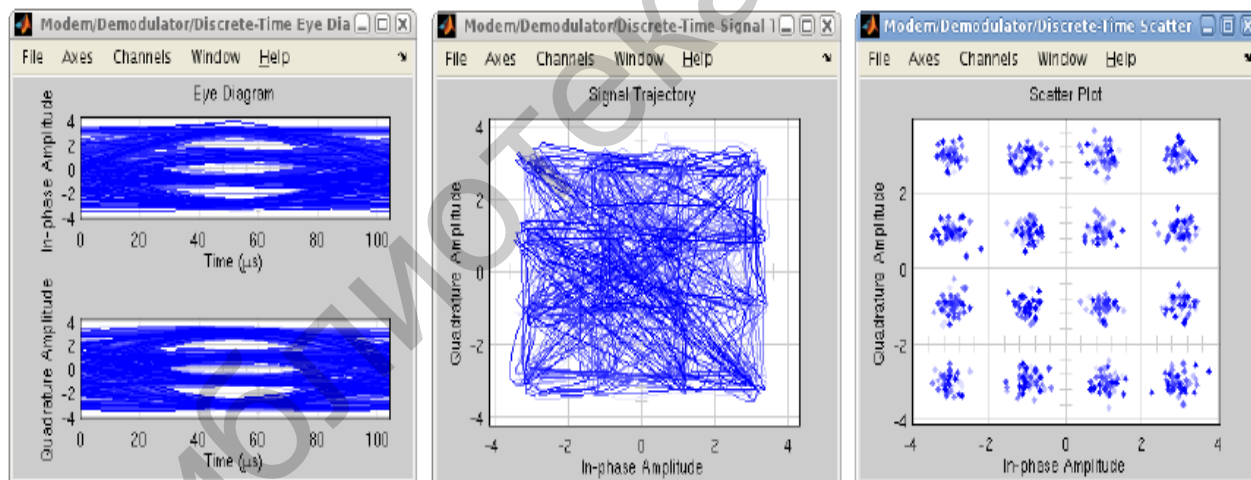 Modem/Demodulator/Discrete-Time Eye Dia
File Axes Channels Window Help
Eye Diagram
In-phase Amplitude
4
2
0
-2
-4
0 20 40 60 80 100
Time (μs)
Quadrature Amplitude
4
2
0
-2
-4
0 20 40 60 80 100
Time (μs)
Modem/Demodulator/Discrete-Time Signal T
File Axes Channels Window Help
Signal Trajectory
Quadrature Amplitude
4
2
0
-2
-4
-4 -2 0 2 4
In-phase Amplitude
Modem/Demodulator/Discrete-Time Scatter
File Axes Channels Window Help
Scatter Plot
Quadrature Amplitude
2
0
-2
-4
-4 -2 0 2 4
In-phase Amplitude
блиотека